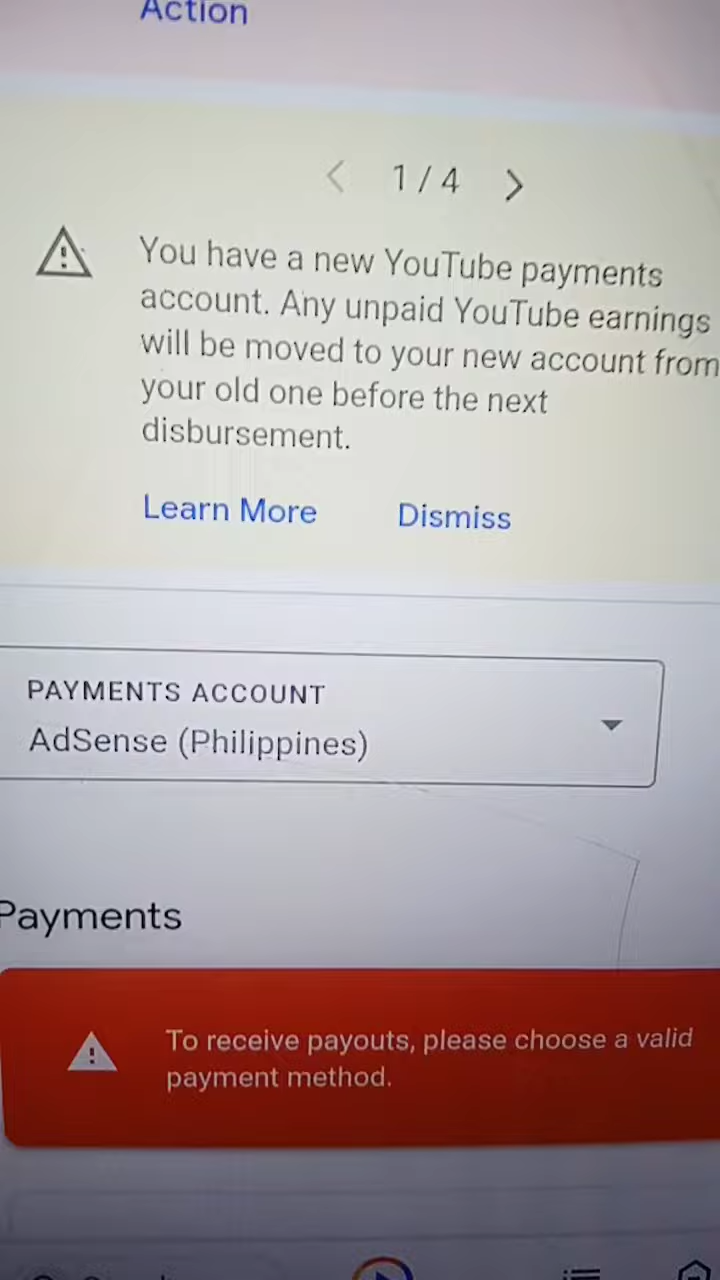 Action
1 / 4
You have a new YouTube payments
account. Any unpaid YouTube earnings
will be moved to your new account from
your old one before the next
disbursement.
Learn More Dismiss
PAYMENTS ACCOUNT
AdSense (Philippines)
Payments
To receive payouts, please choose a valid
payment method.